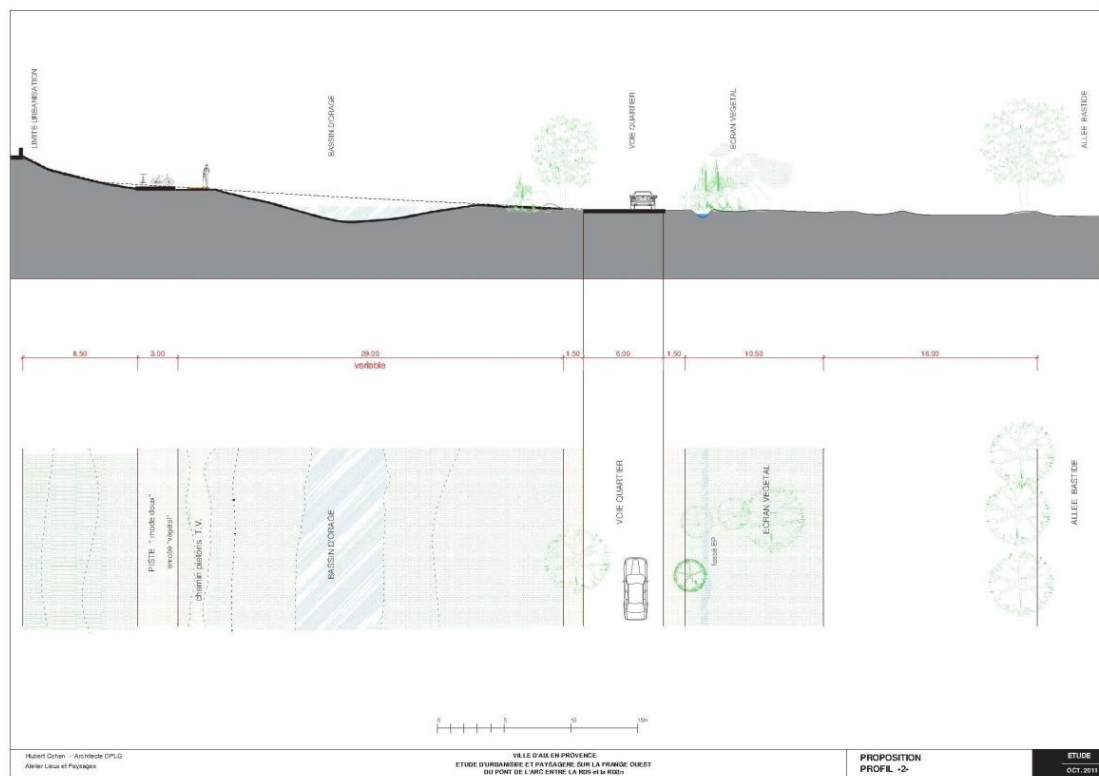 LIMITE URBANISATION
BASSIN D'ORAGE
VOIE QUARTIER
ECRAN VEGETAL
ALLEE BASTIDE
8.50
3.00
29.00
1.50
6.00
1.50
10.50
16.00
variable
PISTE " mode doux"
enrobé "végétal"
chemin piétons T.V.
BASSIN D'ORAGE
VOIE QUARTIER
fossé EP
ECRAN VEGETAL
ALLEE BASTIDE
0
5
10
15m
Hubert Cohen - Architecte DPLG
Atelier Lieux et Paysages
VILLE D'AIX EN PROVENCE
ETUDE D'URBANISME ET PAYSAGERE SUR LA FRANGE OUEST
DU PONT DE L'ARC ENTRE LA RD9 et la RD8n
PROPOSITION
PROFIL -2-
ETUDE
OCT. 2011